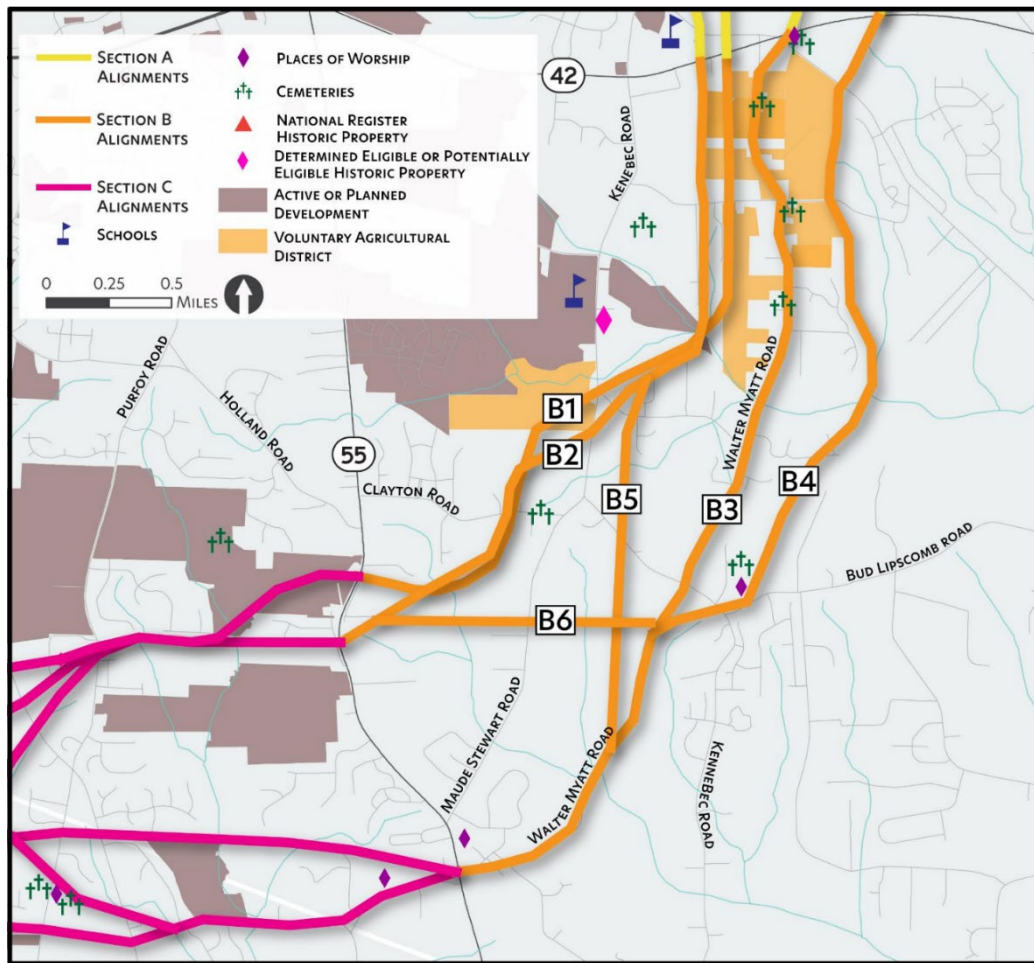 SECTION A
ALIGNMENTS
SECTION B
ALIGNMENTS
SECTION C
ALIGNMENTS
SCHOOLS
0 0.25 0.5
MILES
PLACES OF WORSHIP
CEMETERIES
NATIONAL REGISTER
HISTORIC PROPERTY
DETERMINED ELIGIBLE OR POTENTIALLY
ELIGIBLE HISTORIC PROPERTY
ACTIVE OR PLANNED
DEVELOPMENT
VOLUNTARY AGRICULTURAL
DISTRICT
42
KENEBEC ROAD
PURFOY ROAD
HOLLAND ROAD
55
CLAYTON ROAD
B1
B2
B5
B3
B4
WALTER MYATT ROAD
BUD LIPSCOMB ROAD
B6
MAUDE STEWART ROAD
WALTER MYATT ROAD
KENNEBEC ROAD